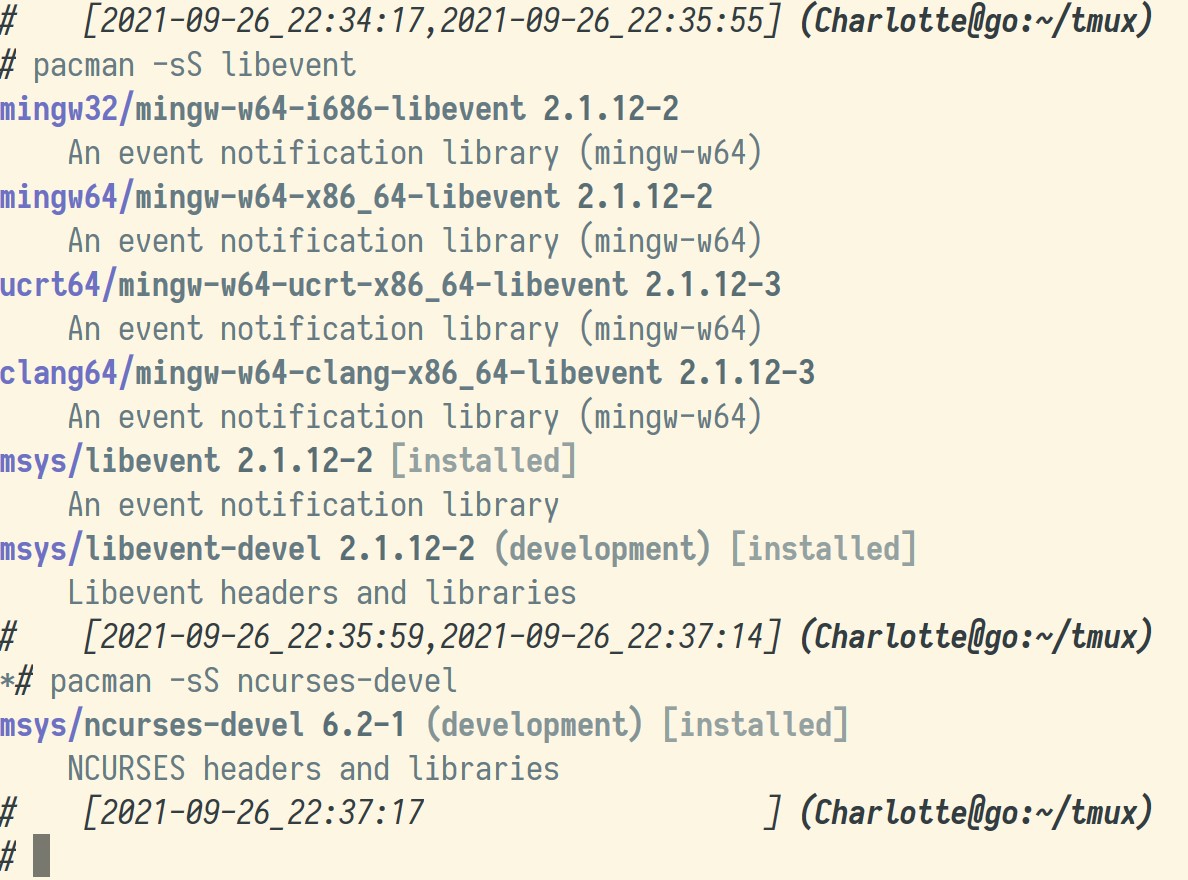 #    [2021-09-26_22:34:17,2021-09-26_22:35:55] (Charlotte@go:~/tmux)
# pacman -sS libevent
mingw32/mingw-w64-i686-libevent 2.1.12-2
    An event notification library (mingw-w64)
mingw64/mingw-w64-x86_64-libevent 2.1.12-2
    An event notification library (mingw-w64)
ucrt64/mingw-w64-ucrt-x86_64-libevent 2.1.12-3
    An event notification library (mingw-w64)
clang64/mingw-w64-clang-x86_64-libevent 2.1.12-3
    An event notification library (mingw-w64)
msys/libevent 2.1.12-2 [installed]
    An event notification library
msys/libevent-devel 2.1.12-2 (development) [installed]
    Libevent headers and libraries
#    [2021-09-26_22:35:59,2021-09-26_22:37:14] (Charlotte@go:~/tmux)
*# pacman -sS ncurses-devel
msys/ncurses-devel 6.2-1 (development) [installed]
    NCURSES headers and libraries
#    [2021-09-26_22:37:17                    ] (Charlotte@go:~/tmux)
#